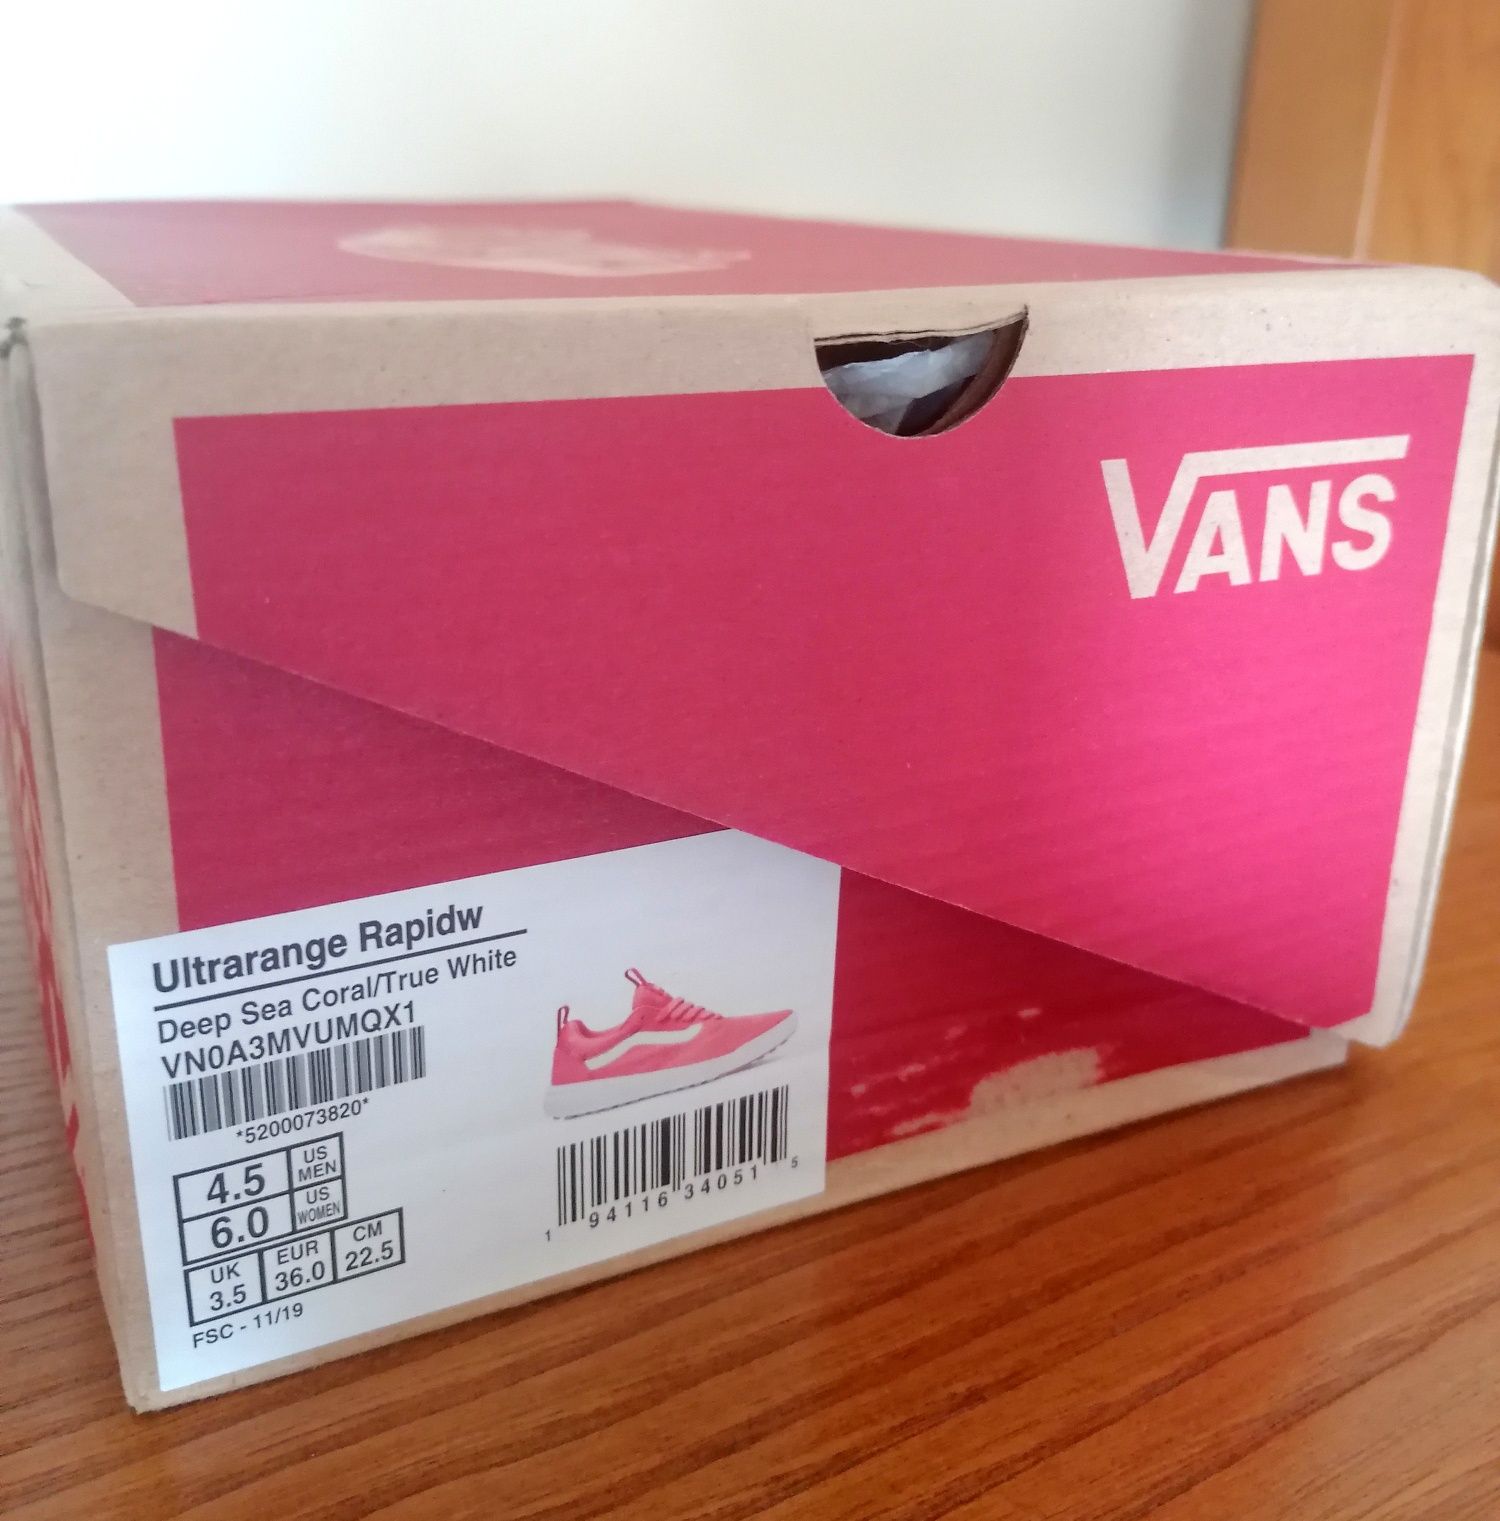 VANS
Ultrarange Rapidw
Deep Sea Coral/True White
VN0A3MVUMQX1
*5200073820*
4.5 US MEN
6.0 US WOMEN
UK 3.5
EUR 36.0
CM 22.5
FSC - 11/19
1 94116 34051 5